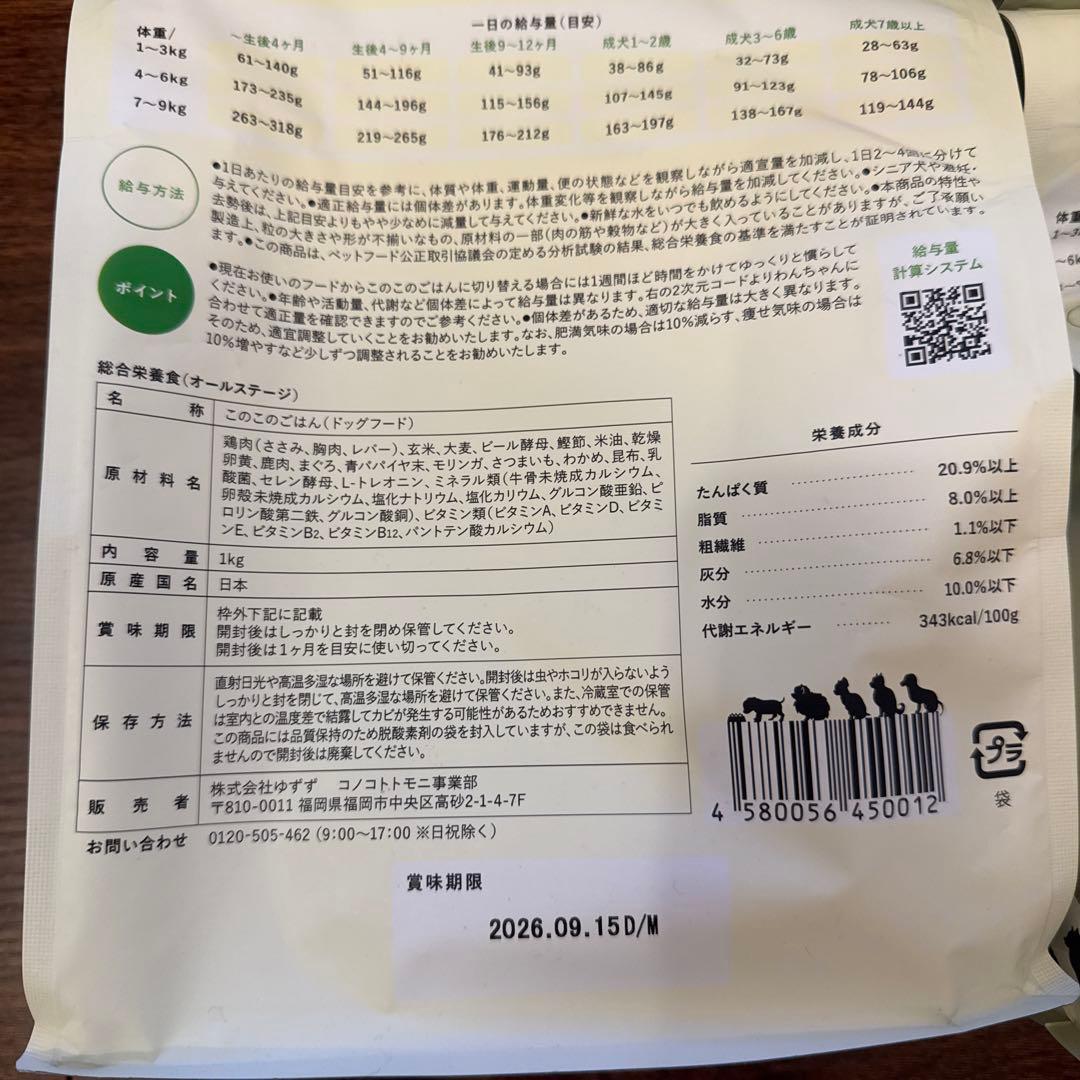 一日の給与量(目安)
体重/ ～生後4ヶ月 生後4～9ヶ月 生後9～12ヶ月 成犬1～2歳 成犬3～6歳 成犬7歳以上
1～3kg 61～140g 51～116g 41～93g 38～86g 32～73g 28～63g
4～6kg 173～235g 144～196g 115～156g 107～145g 91～123g 78～106g
7～9kg 263～318g 219～265g 176～212g 163～197g 138～167g 119～144g
給与方法
●1日あたりの給与量目安を参考に、体質や体重、運動量、便の状態などを観察しながら適宜量を加減し、1日2～4回に分けて
与えてください。●適正給与量には個体差があります。体重変化等を観察しながら給与量を加減してください。●シニア犬や避妊・
去勢後は、上記目安よりもやや少なめに減量して与えてください。●新鮮な水をいつでも飲めるようにしてください。●本商品の特性や
製造上、粒の大きさや形が不揃いなもの、原材料の一部(肉の筋や穀物など)が大きく入っていることがありますが、ご了承願い
ます。●この商品は、ペットフード公正取引協議会の定める分析試験の結果、総合栄養食の基準を満たすことが証明されています。
ポイント
●現在お使いのフードからこのこのごはんに切り替える場合には1週間ほど時間をかけてゆっくりと慣らして
ください。●年齢や活動量、代謝など個体差によって給与量は異なります。右の2次元コードよりわんちゃんに
合わせて適正量を確認できますのでご参考ください。●個体差があるため、適切な給与量は大きく異なります。
そのため、適宜調整していくことをお勧めいたします。なお、肥満気味の場合は10%減らす、痩せ気味の場合は
10%増やすなど少しずつ調整されることをお勧めいたします。
給与量
計算システム
総合栄養食(オールステージ)
名称 このこのごはん(ドッグフード)
原材料名 鶏肉(ささみ、胸肉、レバー)、玄米、大麦、ビール酵母、鰹節、米油、乾燥
卵黄、鹿肉、まぐろ、青パパイヤ末、モリンガ、さつまいも、わかめ、昆布、乳
酸菌、セレン酵母、L-トレオニン、ミネラル類(牛骨未焼成カルシウム、
卵殻未焼成カルシウム、塩化ナトリウム、塩化カリウム、グルコン酸亜鉛、ピ
ロリン酸第二鉄、グルコン酸銅)、ビタミン類(ビタミンA、ビタミンD、ビタミ
ンE、ビタミンB2、ビタミンB12、パントテン酸カルシウム)
内容量 1kg
原産国名 日本
賞味期限 枠外下記に記載
開封後はしっかりと封を閉め保管してください。
開封後は1ヶ月を目安に使い切ってください。
保存方法 直射日光や高温多湿な場所を避けて保管ください。開封後は虫やホコリが入らないよう
しっかりと封を閉じて、高温多湿な場所を避けて保管ください。また、冷蔵室での保管
は室内との温度差で結露してカビが発生する可能性があるためおすすめできません。
この商品には品質保持のため脱酸素剤の袋を封入していますが、この袋は食べられ
ませんので開封後は廃棄してください。
販売者 株式会社ゆずず コノコトトモニ事業部
〒810-0011 福岡県福岡市中央区高砂2-1-4-7F
お問い合わせ 0120-505-462 (9:00～17:00 ※日祝除く)
栄養成分
たんぱく質 20.9%以上
脂質 8.0%以上
粗繊維 1.1%以下
灰分 6.8%以下
水分 10.0%以下
代謝エネルギー 343kcal/100g
4 580056 450012
プラ
袋
賞味期限
2026.09.15D/M
体重